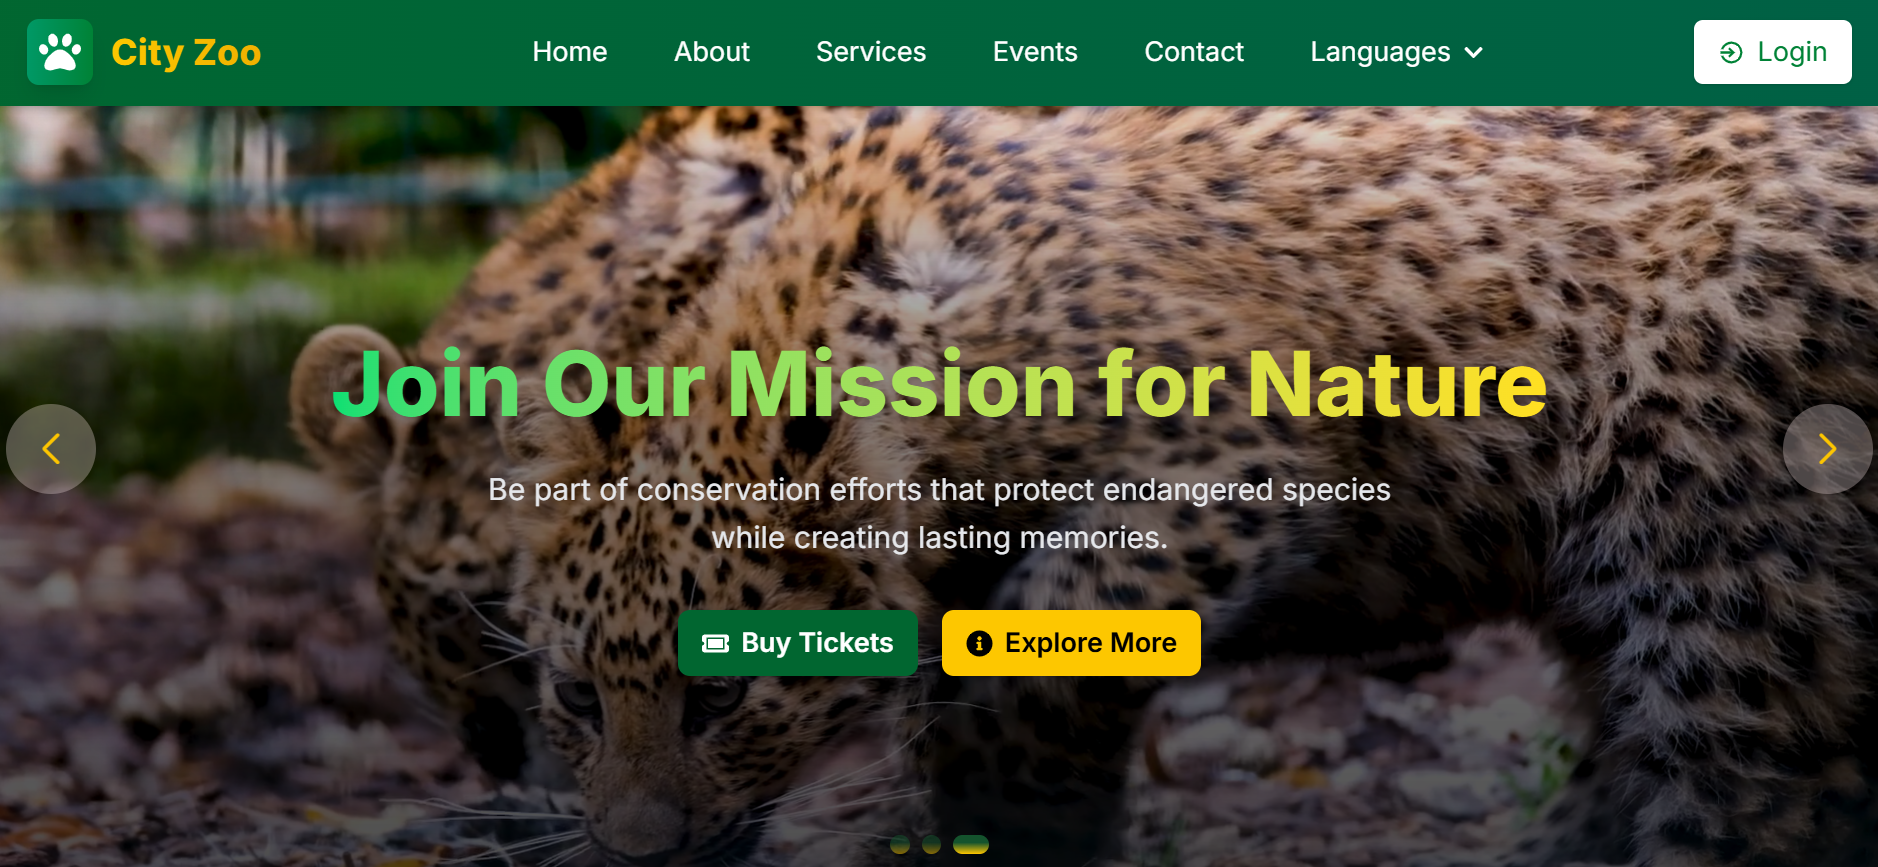 City Zoo
Home
About
Services
Events
Contact
Languages
Login
Join Our Mission for Nature
Be part of conservation efforts that protect endangered species
while creating lasting memories.
Buy Tickets
Explore More